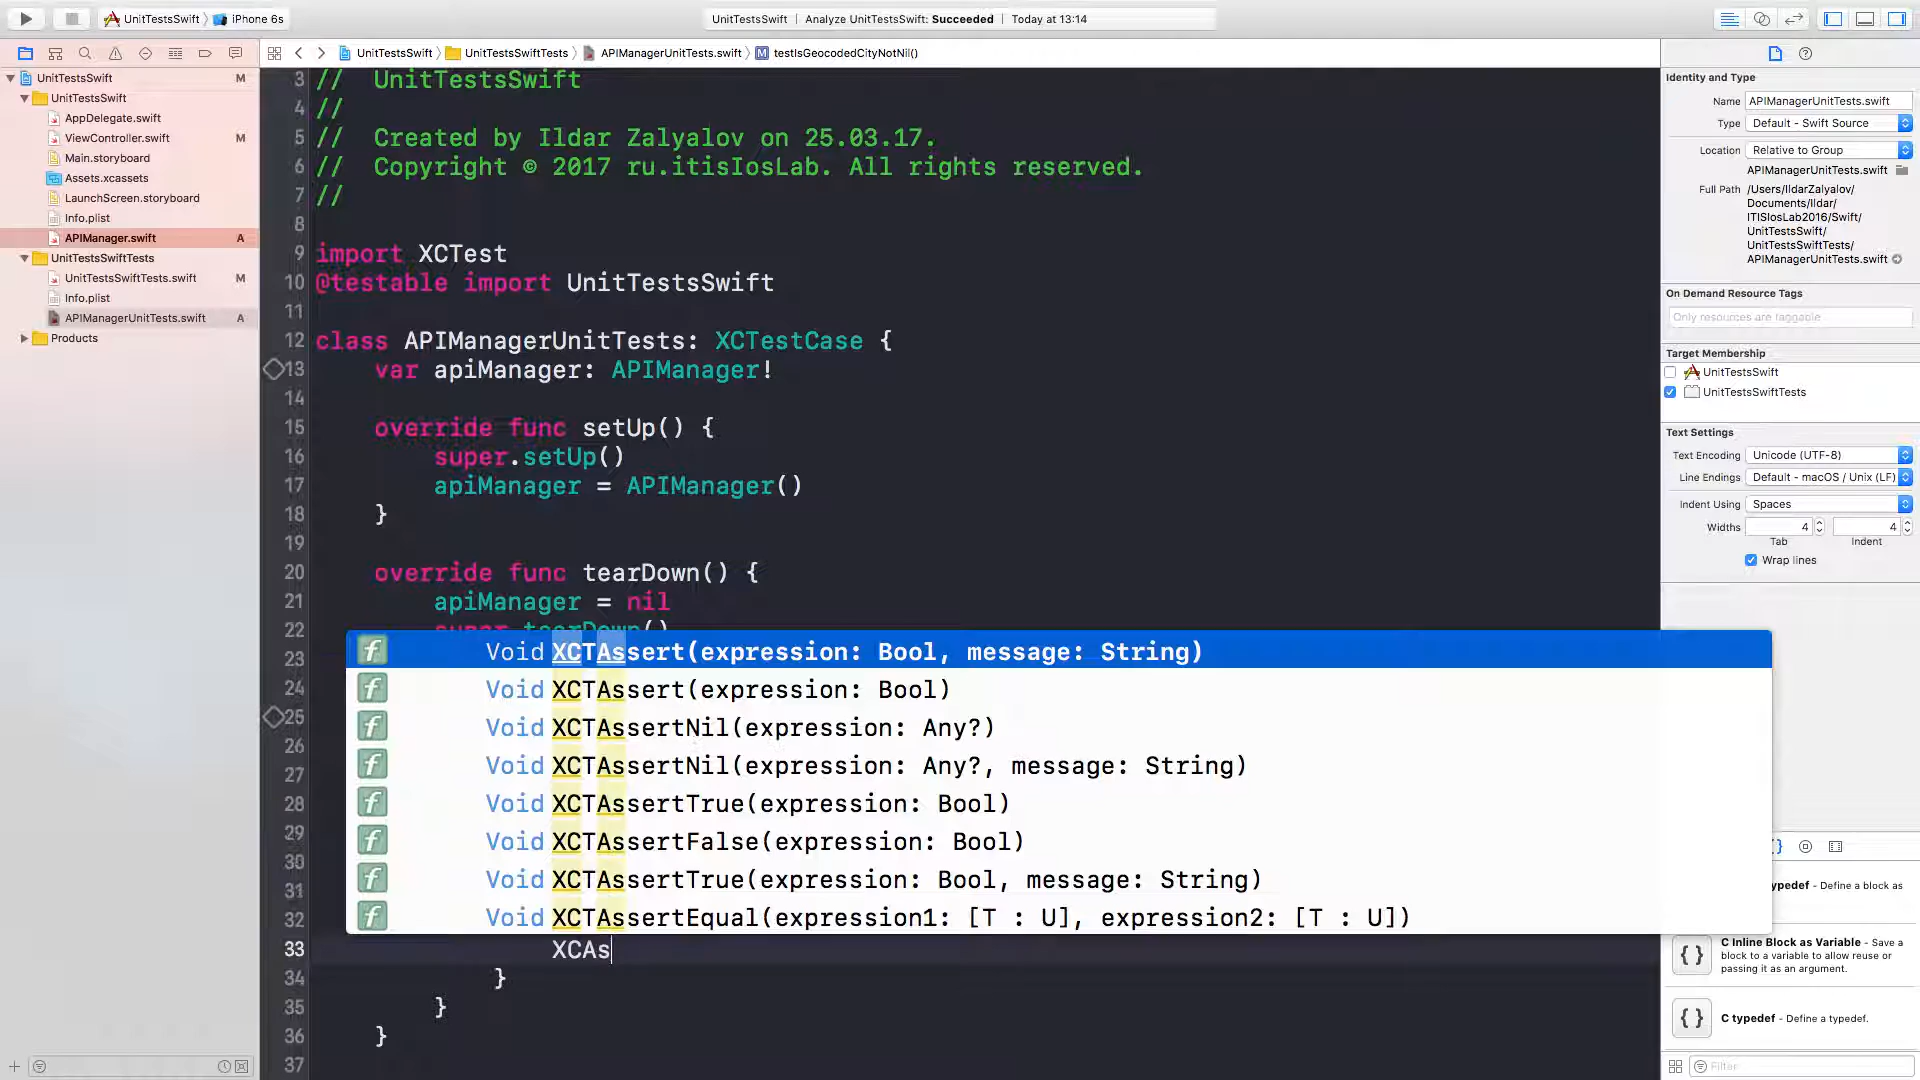 UnitTestsSwift
iPhone 6s
UnitTestsSwift
Analyze UnitTestsSwift: Succeeded
Today at 13:14
UnitTestsSwift
UnitTestsSwiftTests
APIManagerUnitTests.swift
M
testIsGeocodedCityNotNil()
UnitTestsSwift
M
UnitTestsSwift
AppDelegate.swift
ViewController.swift
M
Main.storyboard
Assets.xcassets
LaunchScreen.storyboard
Info.plist
APIManager.swift
A
UnitTestsSwiftTests
UnitTestsSwiftTests.swift
M
Info.plist
APIManagerUnitTests.swift
A
Products
3 // UnitTestsSwift
4 //
5 // Created by Ildar Zalyalov on 25.03.17.
6 // Copyright © 2017 ru.itisIosLab. All rights reserved.
7 //
8
9 import XCTest
10 @testable import UnitTestsSwift
11
12 class APIManagerUnitTests: XCTestCase {
13 var apiManager: APIManager!
14
15 override func setUp() {
16 super.setUp()
17 apiManager = APIManager()
18 }
19
20 override func tearDown() {
21 apiManager = nil
22 super.tearDown()
23
24
25
26
27
28
29
30
31
32
f Void XCTAssert(expression: Bool, message: String)
f Void XCTAssert(expression: Bool)
f Void XCTAssertNil(expression: Any?)
f Void XCTAssertNil(expression: Any?, message: String)
f Void XCTAssertTrue(expression: Bool)
f Void XCTAssertFalse(expression: Bool)
f Void XCTAssertTrue(expression: Bool, message: String)
f Void XCTAssertEqual(expression1: [T : U], expression2: [T : U])
33 XCAs
34 }
35 }
36 }
37
Identity and Type
Name APIManagerUnitTests.swift
Type Default - Swift Source
Location Relative to Group
APIManagerUnitTests.swift
Full Path /Users/IldarZalyalov/
Documents/Ildar/
ITISIosLab2016/Swift/
UnitTestsSwift/
UnitTestsSwiftTests/
APIManagerUnitTests.swift
On Demand Resource Tags
Only resources are taggable
Target Membership
UnitTestsSwift
UnitTestsSwiftTests
Text Settings
Text Encoding Unicode (UTF-8)
Line Endings Default - macOS / Unix (LF)
Indent Using Spaces
Widths 4 4
Tab Indent
Wrap lines
ypedef - Define a block as
{ } C Inline Block as Variable - Save a
block to a variable to allow reuse or
passing it as an argument.
{ } C typedef - Define a typedef.
Filter